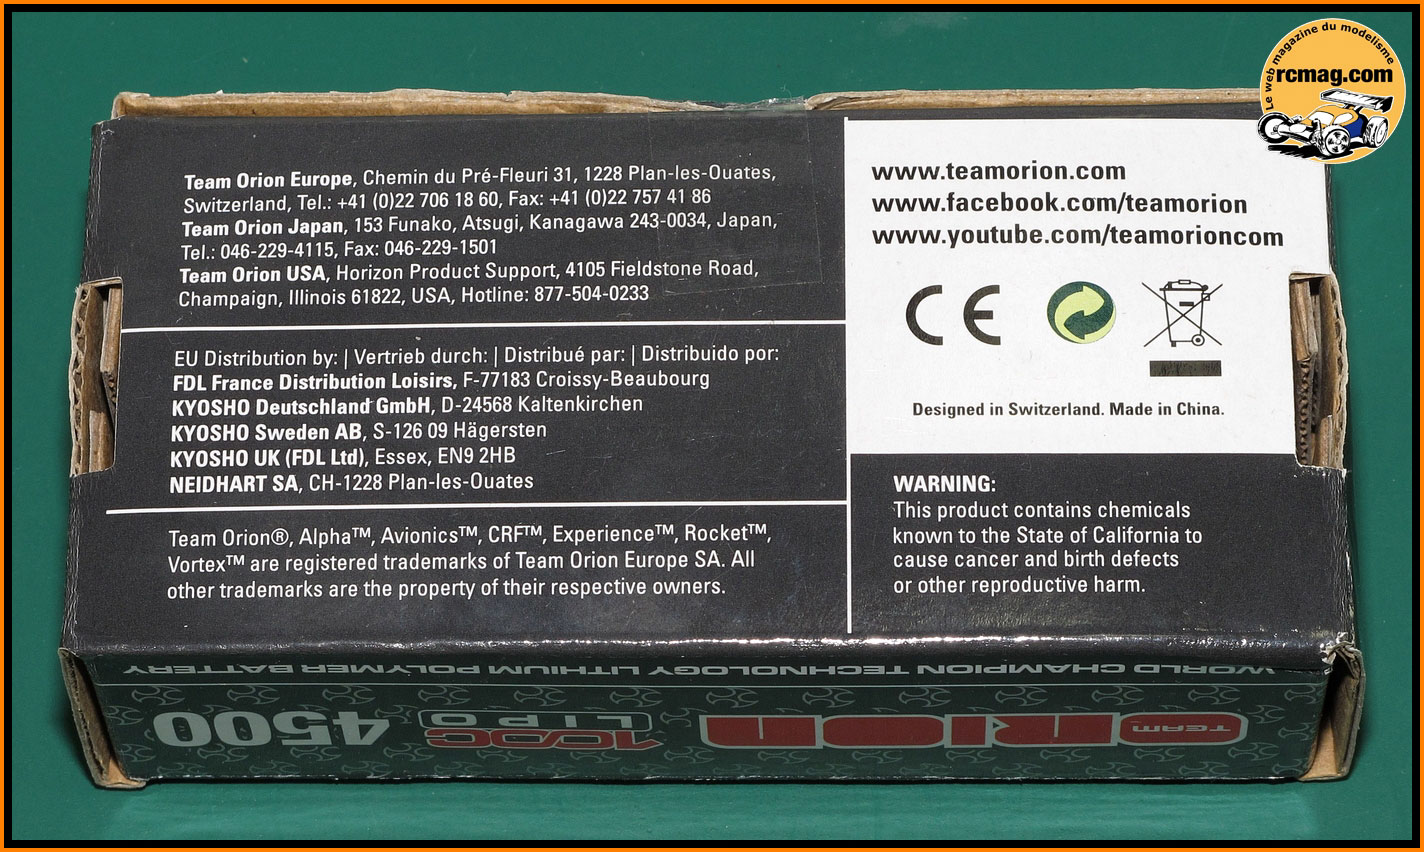 Le web magazine du modelisme
rcmag.com
Team Orion Europe, Chemin du Pré-Fleuri 31, 1228 Plan-les-Ouates,
Switzerland, Tel.: +41 (0)22 706 18 60, Fax: +41 (0)22 757 41 86
Team Orion Japan, 153 Funako, Atsugi, Kanagawa 243-0034, Japan,
Tel.: 046-229-4115, Fax: 046-229-1501
Team Orion USA, Horizon Product Support, 4105 Fieldstone Road,
Champaign, Illinois 61822, USA, Hotline: 877-504-0233
EU Distribution by: | Vertrieb durch: | Distribué par: | Distribuido por:
FDL France Distribution Loisirs, F-77183 Croissy-Beaubourg
KYOSHO Deutschland GmbH, D-24568 Kaltenkirchen
KYOSHO Sweden AB, S-126 09 Hägersten
KYOSHO UK (FDL Ltd), Essex, EN9 2HB
NEIDHART SA, CH-1228 Plan-les-Ouates
Team Orion®, Alpha™, Avionics™, CRF™, Experience™, Rocket™,
Vortex™ are registered trademarks of Team Orion Europe SA. All
other trademarks are the property of their respective owners.
www.teamorion.com
www.facebook.com/teamorion
www.youtube.com/teamorioncom
CE
Designed in Switzerland. Made in China.
WARNING:
This product contains chemicals
known to the State of California to
cause cancer and birth defects
or other reproductive harm.
WORLD CHAMPION TECHNOLOGY LITHIUM POLYMER BATTERY
TEAM ORION
LIPO
4500